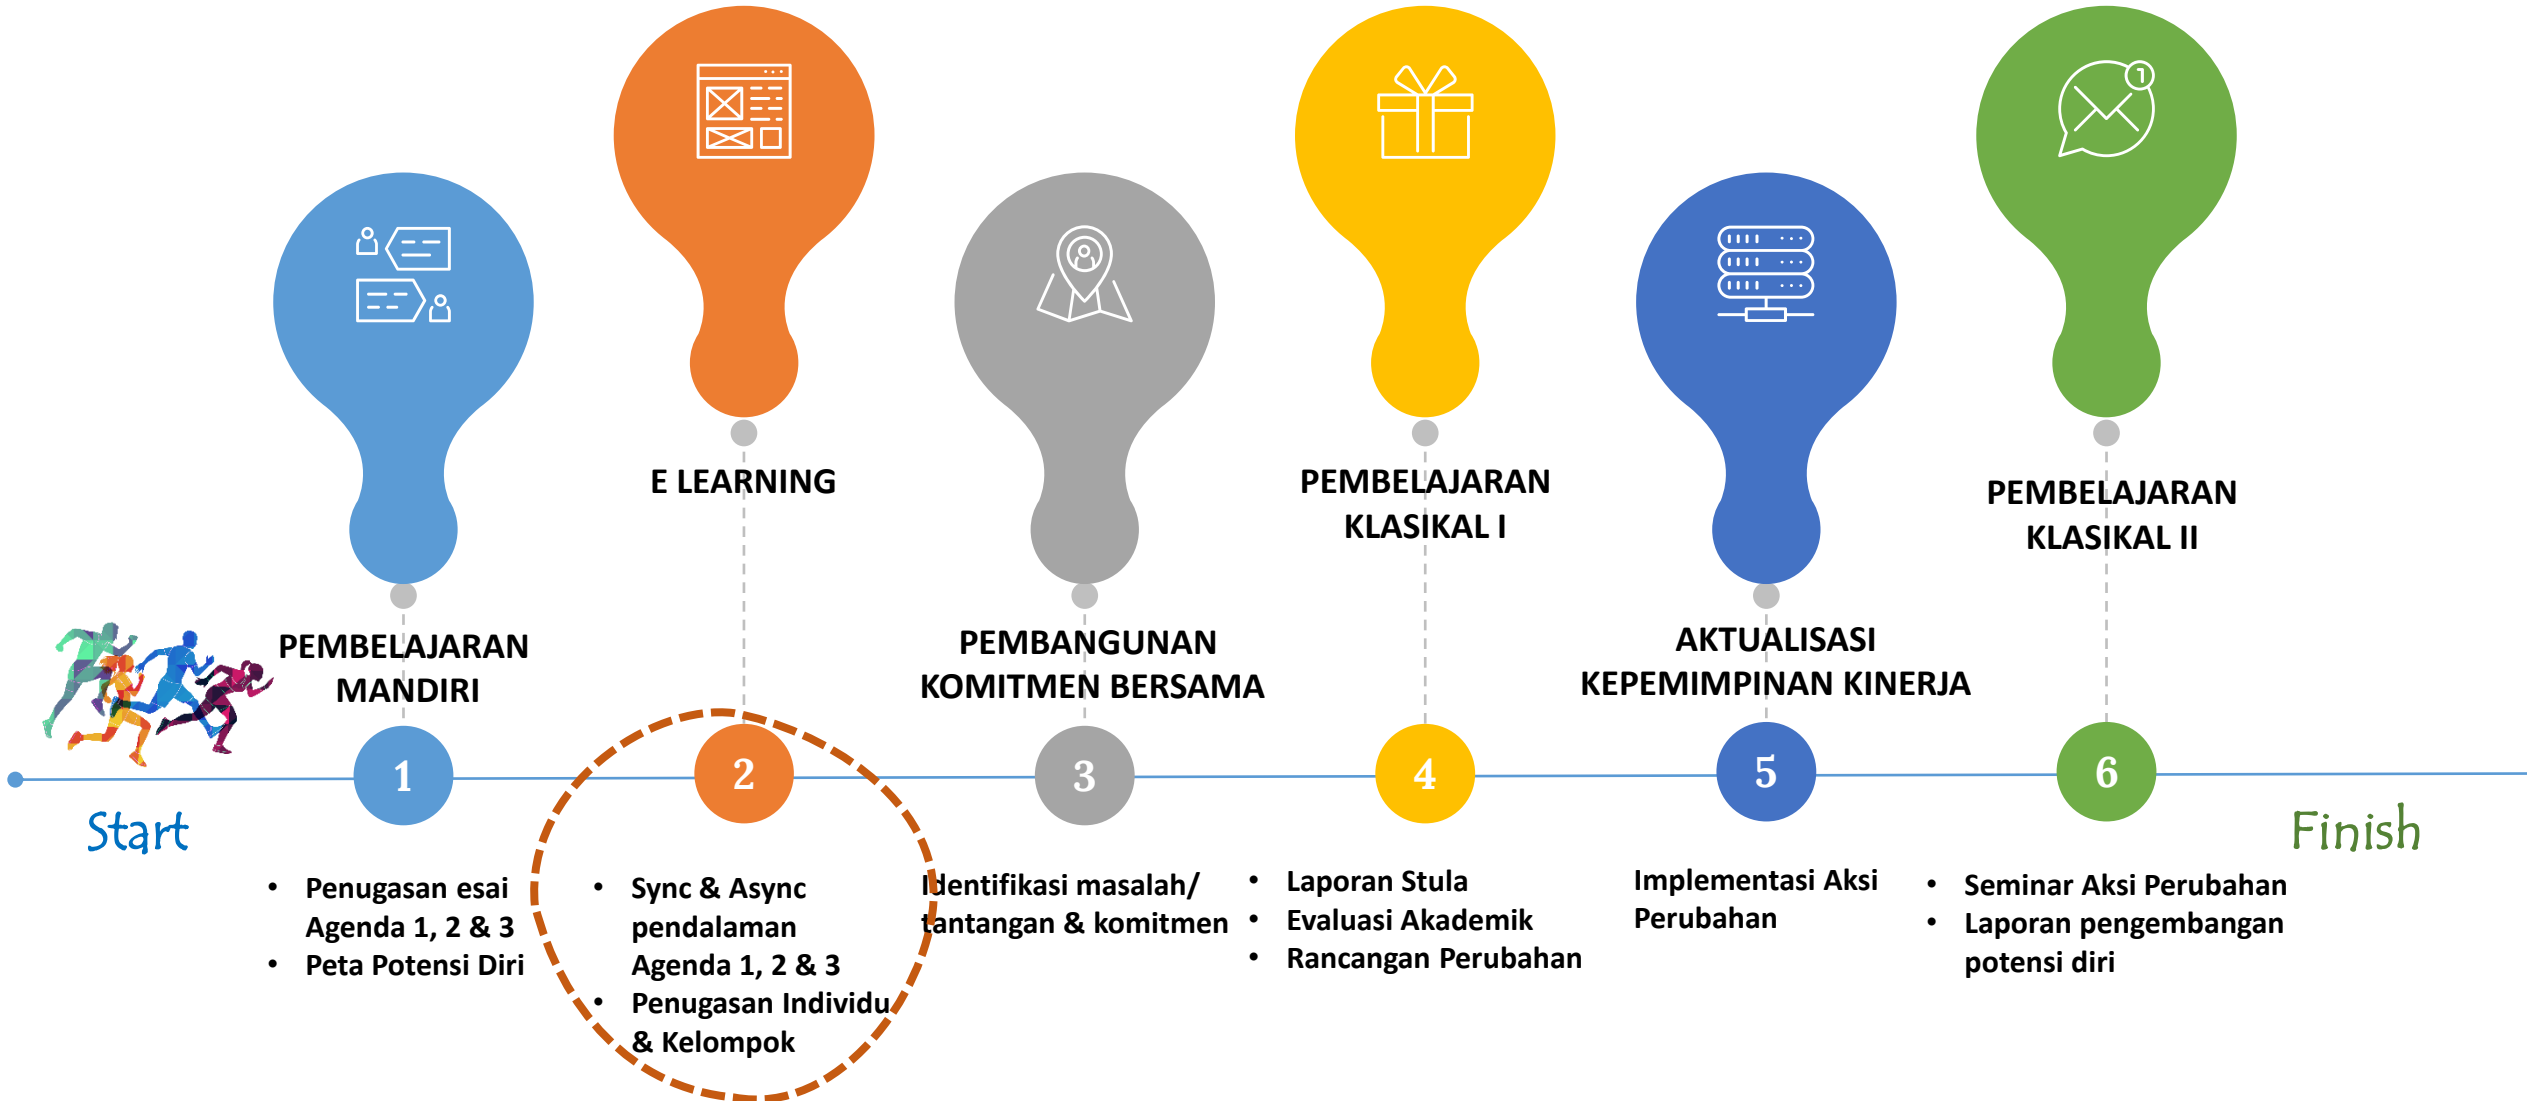 E LEARNING
PEMBELAJARAN
KLASIKAL I
PEMBELAJARAN
KLASIKAL II
PEMBELAJARAN
MANDIRI
PEMBANGUNAN
KOMITMEN BERSAMA
AKTUALISASI
KEPEMIMPINAN KINERJA
1
2
3
4
5
6
Start
Finish
• Penugasan esai
Agenda 1, 2 & 3
• Peta Potensi Diri
• Sync & Async
pendalaman
Agenda 1, 2 & 3
• Penugasan Individu
& Kelompok
Identifikasi masalah/
tantangan & komitmen
• Laporan Stula
• Evaluasi Akademik
• Rancangan Perubahan
Implementasi Aksi
Perubahan
• Seminar Aksi Perubahan
• Laporan pengembangan
potensi diri